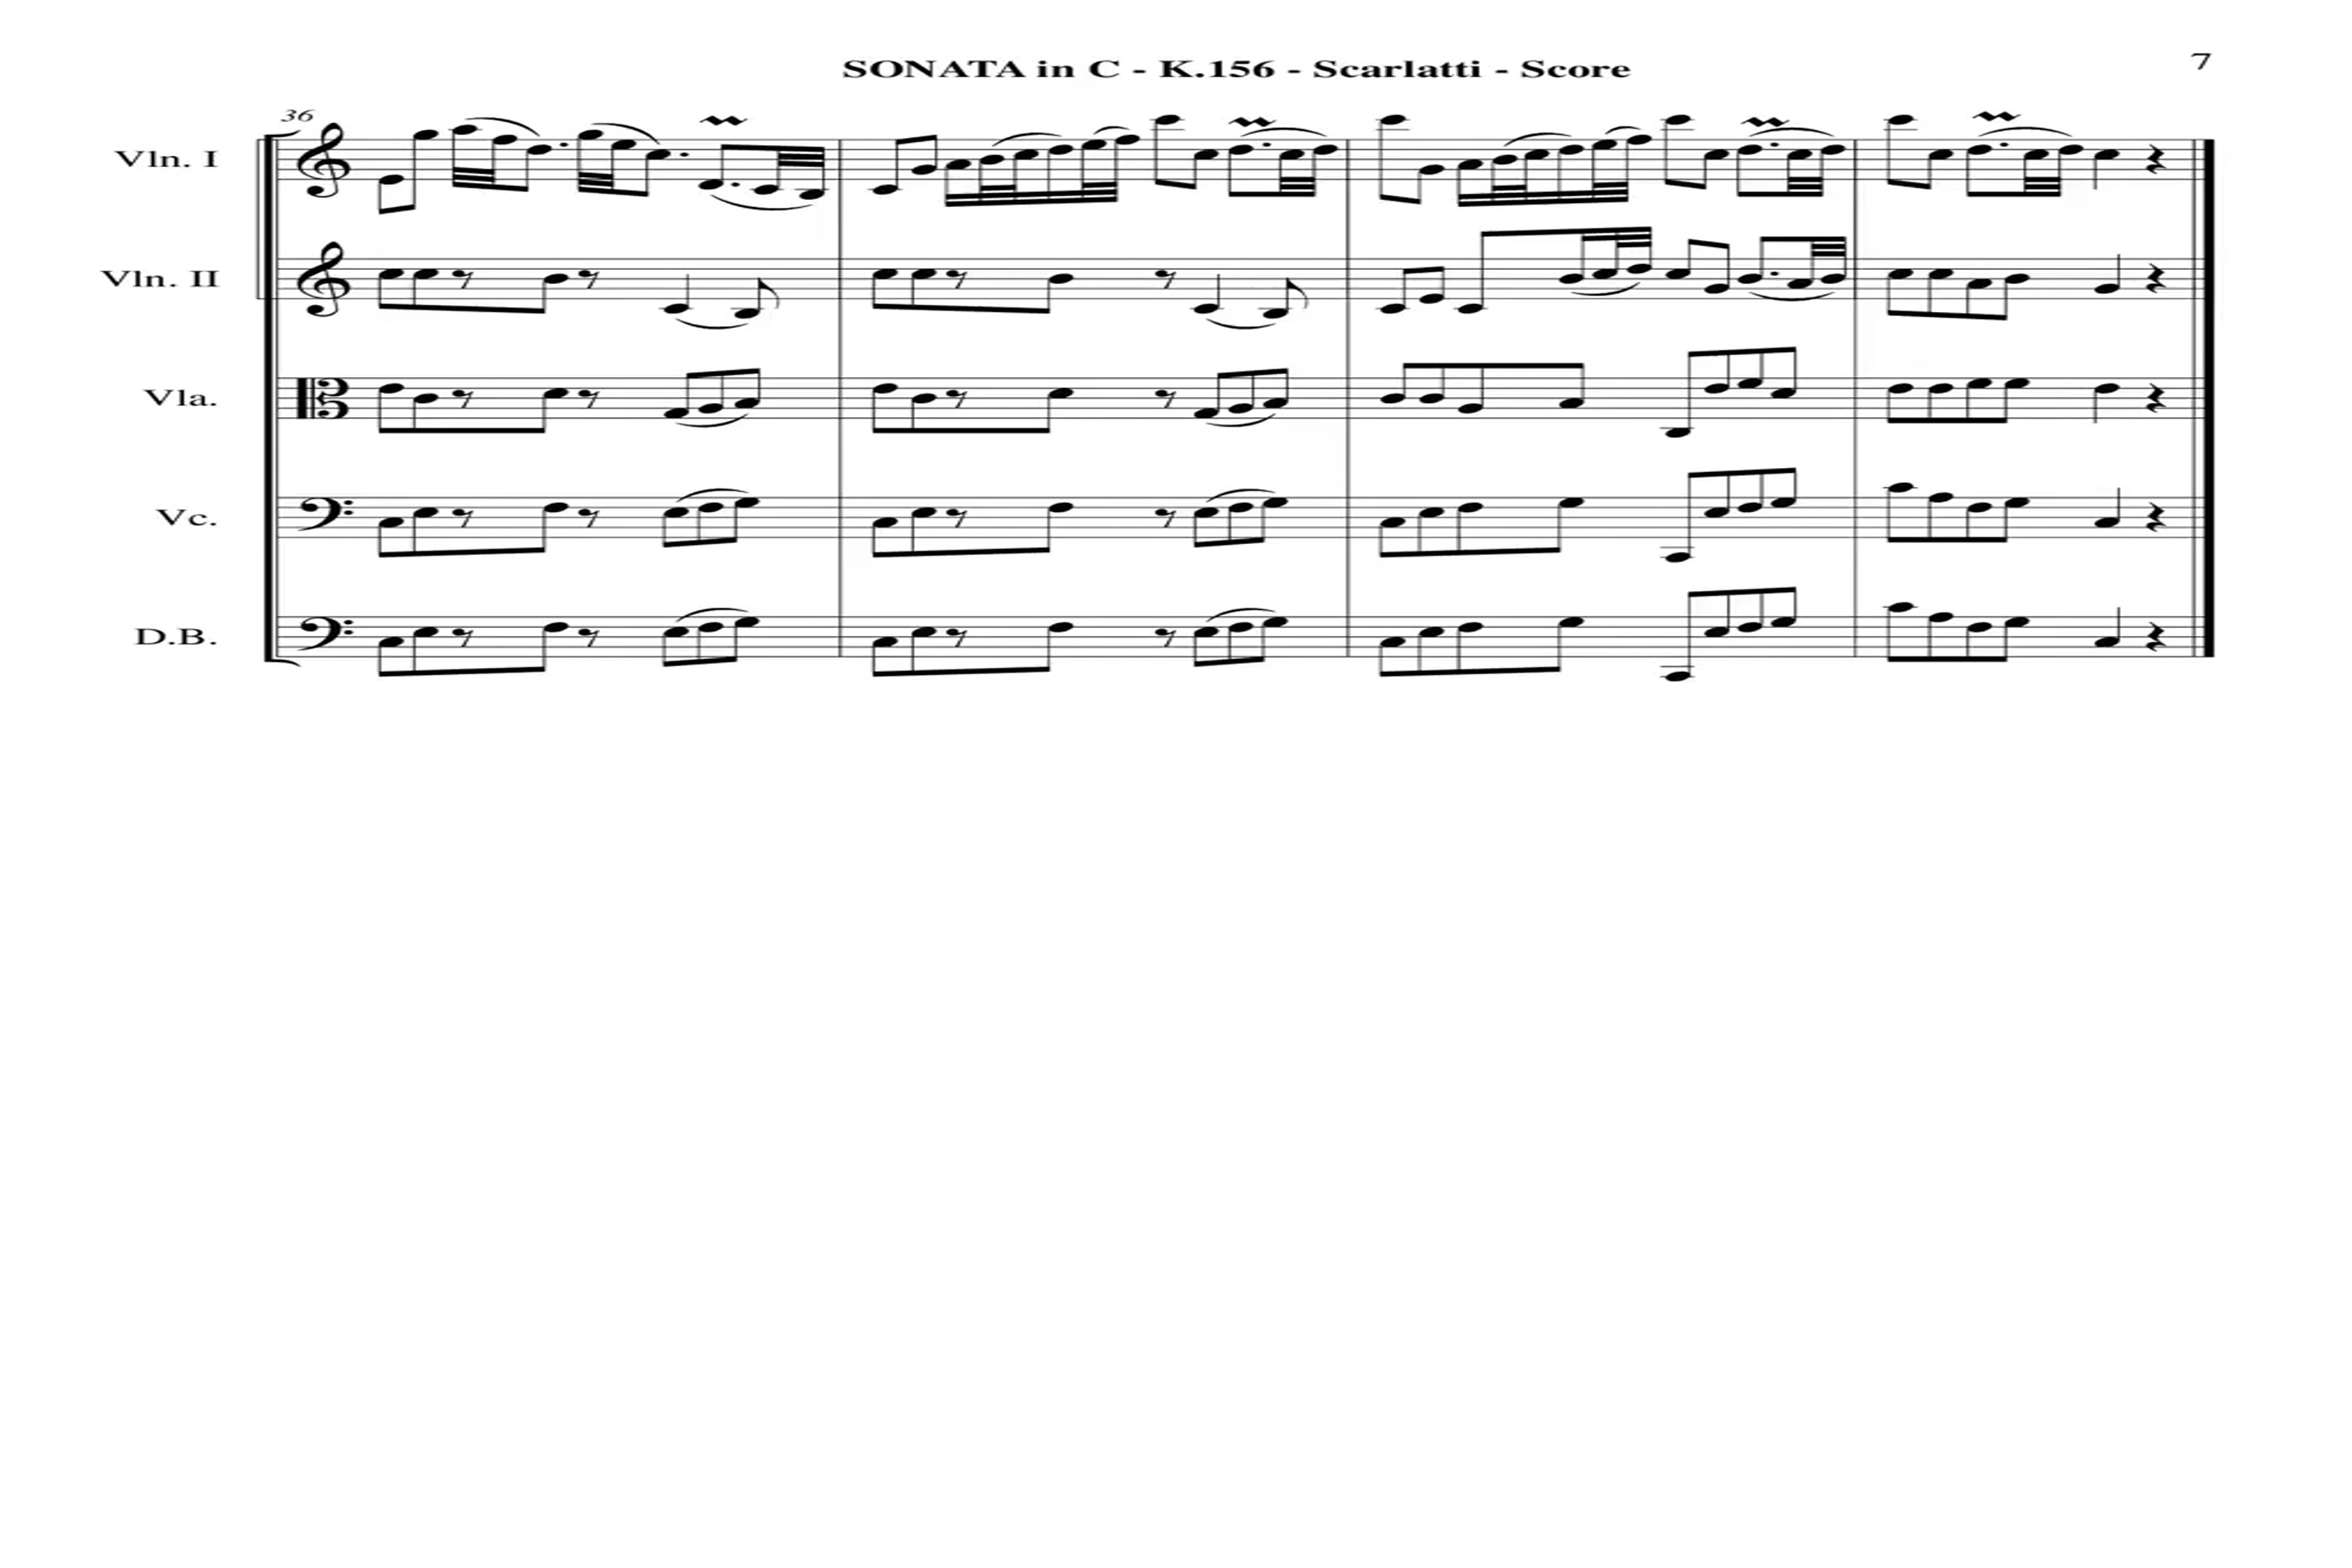 SONATA in C - K.156 - Scarlatti - Score
7
36
Vln. I
Vln. II
Vla.
Vc.
D.B.